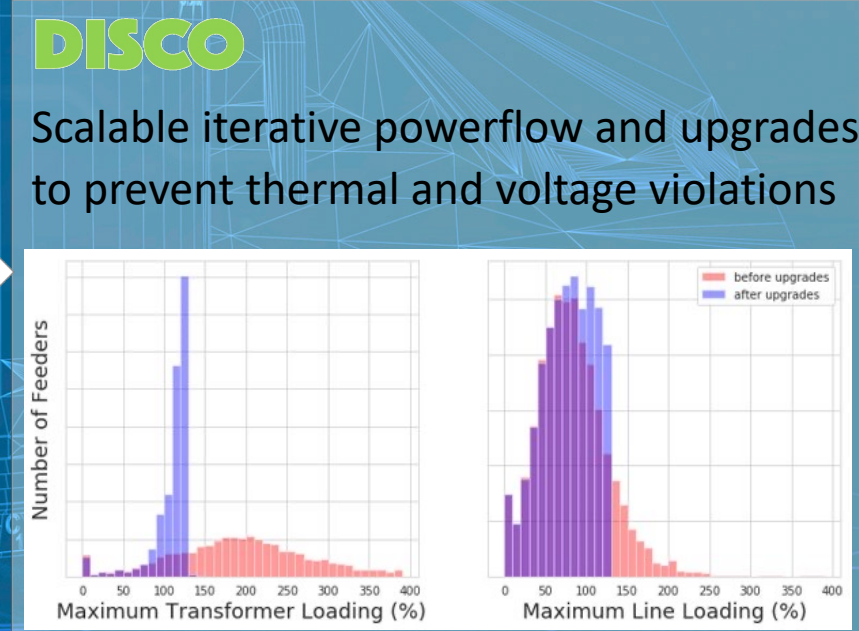 DISCO
Scalable iterative powerflow and upgrades
to prevent thermal and voltage violations
before upgrades
after upgrades
Number of Feeders
0 50 100 150 200 250 300 350 400
Maximum Transformer Loading (%)
0 50 100 150 200 250 300 350 400
Maximum Line Loading (%)